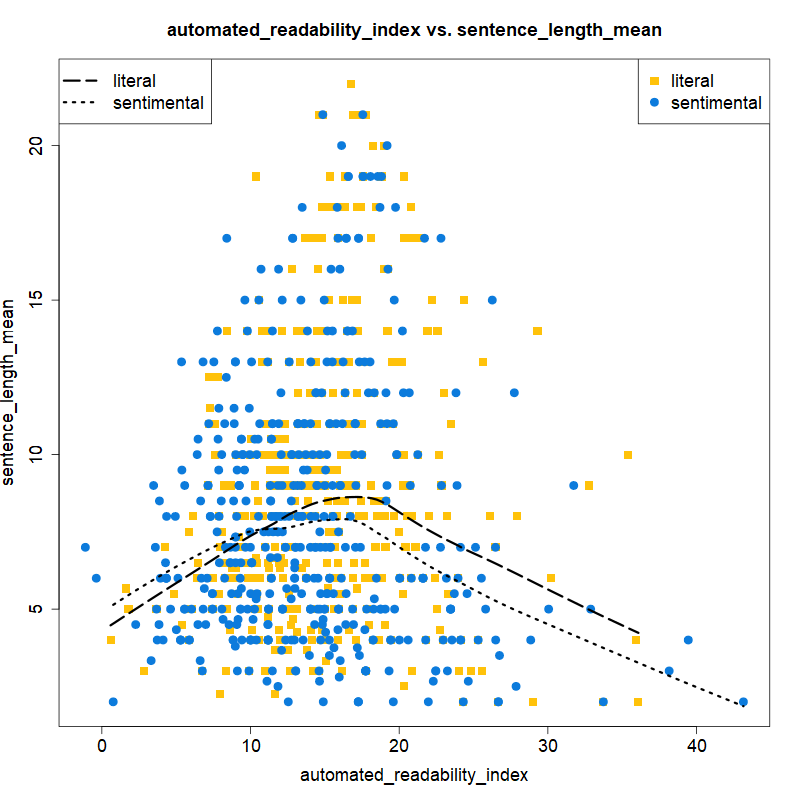 automated_readability_index vs. sentence_length_mean
literal
sentimental
literal
sentimental
20
15
10
5
sentence_length_mean
0 10 20 30 40
automated_readability_index